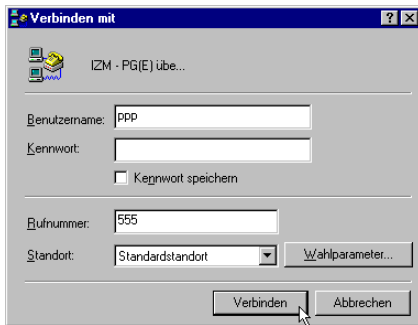 Verbinden mit
IZM - PG(E) übe...
Benutzername: ppp
Kennwort:
Kennwort speichern
Rufnummer: 555
Standort: Standardstandort Wahlparameter...
Verbinden Abbrechen